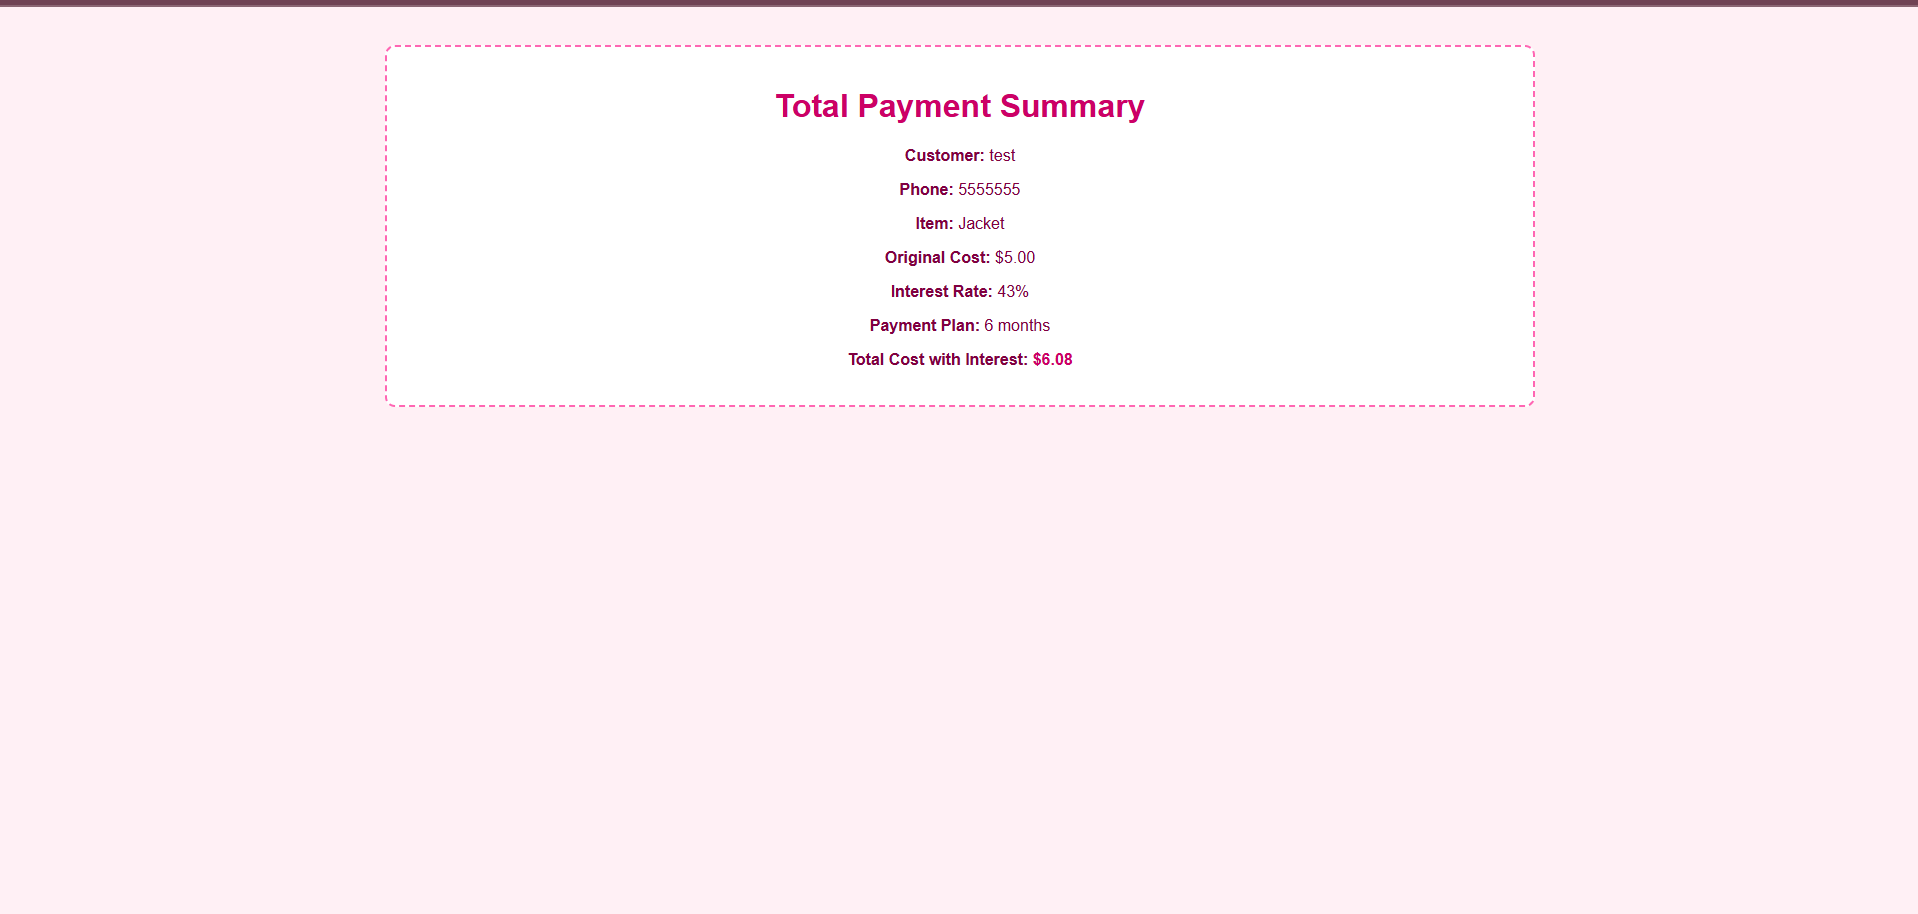 Total Payment Summary
Customer: test
Phone: 5555555
Item: Jacket
Original Cost: $5.00
Interest Rate: 43%
Payment Plan: 6 months
Total Cost with Interest: $6.08